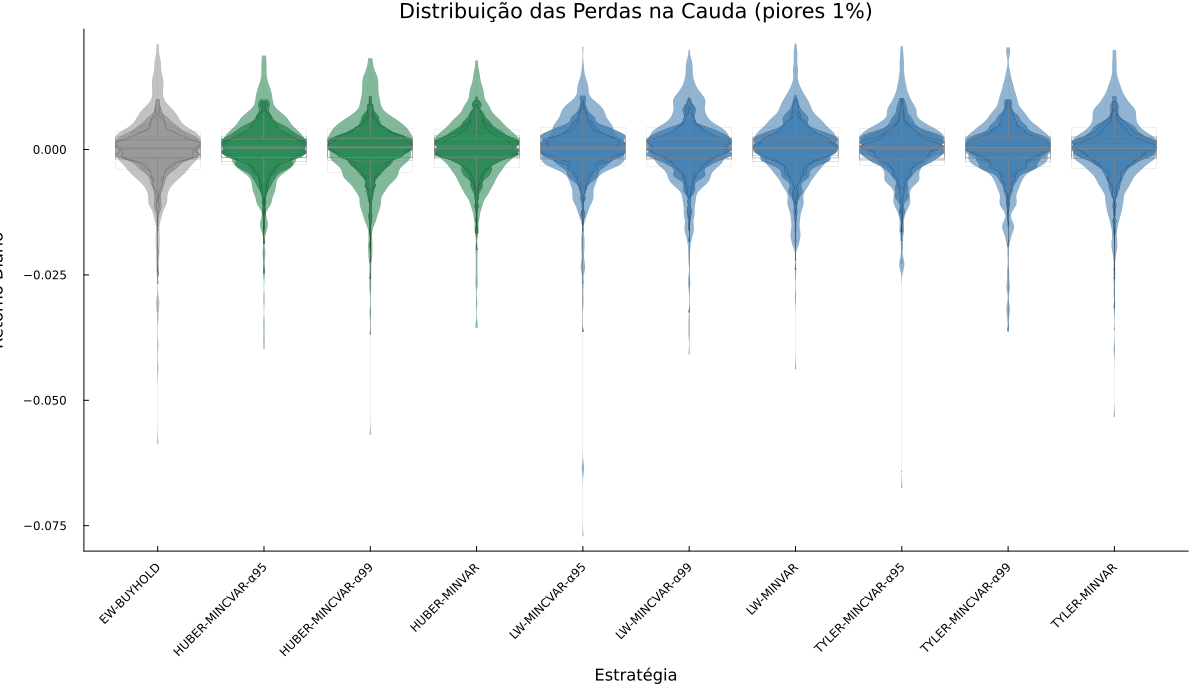 Distribuição das Perdas na Cauda (piores 1%)
0.000
−0.025
−0.050
−0.075
EW-BUYHOLD
HUBER-MINCVAR-α95
HUBER-MINCVAR-α99
HUBER-MINVAR
LW-MINCVAR-α95
LW-MINCVAR-α99
LW-MINVAR
TYLER-MINCVAR-α95
TYLER-MINCVAR-α99
TYLER-MINVAR
Estratégia